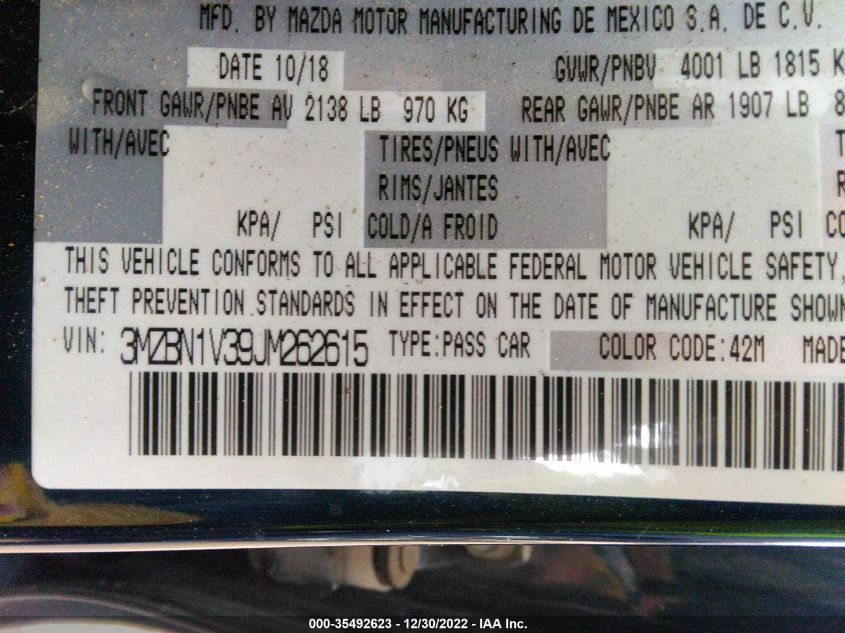 MFD. BY MAZDA MOTOR MANUFACTURING DE MEXICO S.A. DE C.V.
DATE 10/18 GVWR/PNBV 4001 LB 1815 K
FRONT GAWR/PNBE AV 2138 LB 970 KG REAR GAWR/PNBE AR 1907 LB 8
WITH/AVEC TIRES/PNEUS WITH/AVEC T
RIMS/JANTES R
KPA/ PSI COLD/A FROID KPA/ PSI CO
THIS VEHICLE CONFORMS TO ALL APPLICABLE FEDERAL MOTOR VEHICLE SAFETY,
THEFT PREVENTION STANDARDS IN EFFECT ON THE DATE OF MANUFACTURE SHOWN
VIN: 3MZBN1V39JM262615 TYPE:PASS CAR COLOR CODE:42M MADE
000-35492623 - 12/30/2022 - IAA Inc.